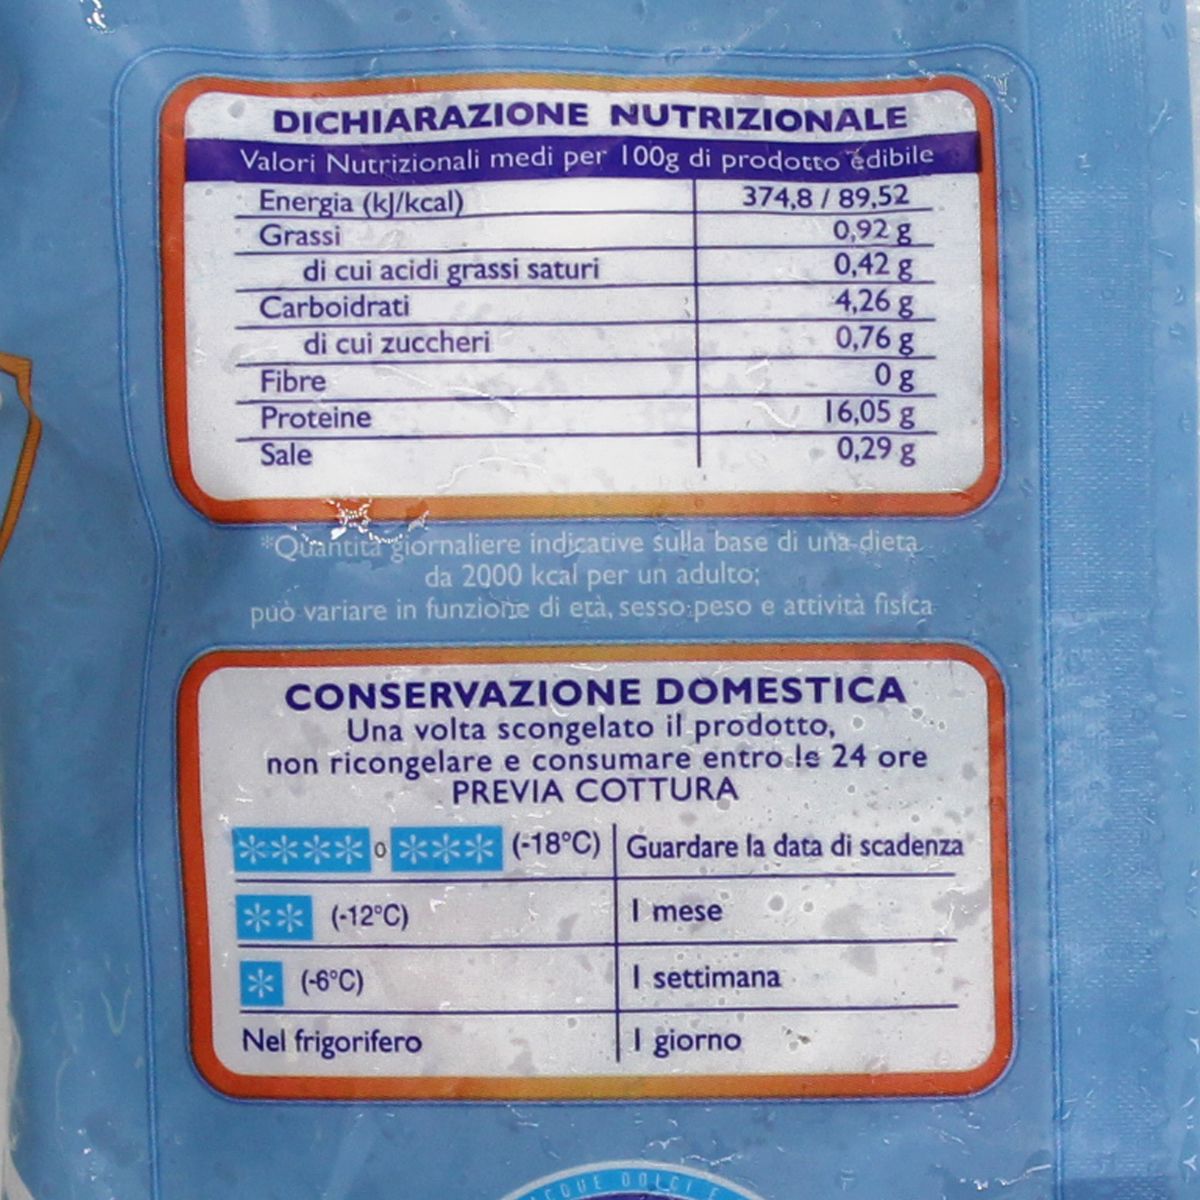 DICHIARAZIONE NUTRIZIONALE
Valori Nutrizionali medi per 100g di prodotto edibile
Energia (kJ/kcal) 374,8 / 89,52
Grassi 0,92 g
di cui acidi grassi saturi 0,42 g
Carboidrati 4,26 g
di cui zuccheri 0,76 g
Fibre 0 g
Proteine 16,05 g
Sale 0,29 g
*Quantità giornaliere indicative sulla base di una dieta
da 2000 kcal per un adulto;
può variare in funzione di età, sesso, peso e attività fisica
CONSERVAZIONE DOMESTICA
Una volta scongelato il prodotto,
non ricongelare e consumare entro le 24 ore
PREVIA COTTURA
**** o *** (-18°C) Guardare la data di scadenza
** (-12°C) 1 mese
* (-6°C) 1 settimana
Nel frigorifero 1 giorno
DOLCI E